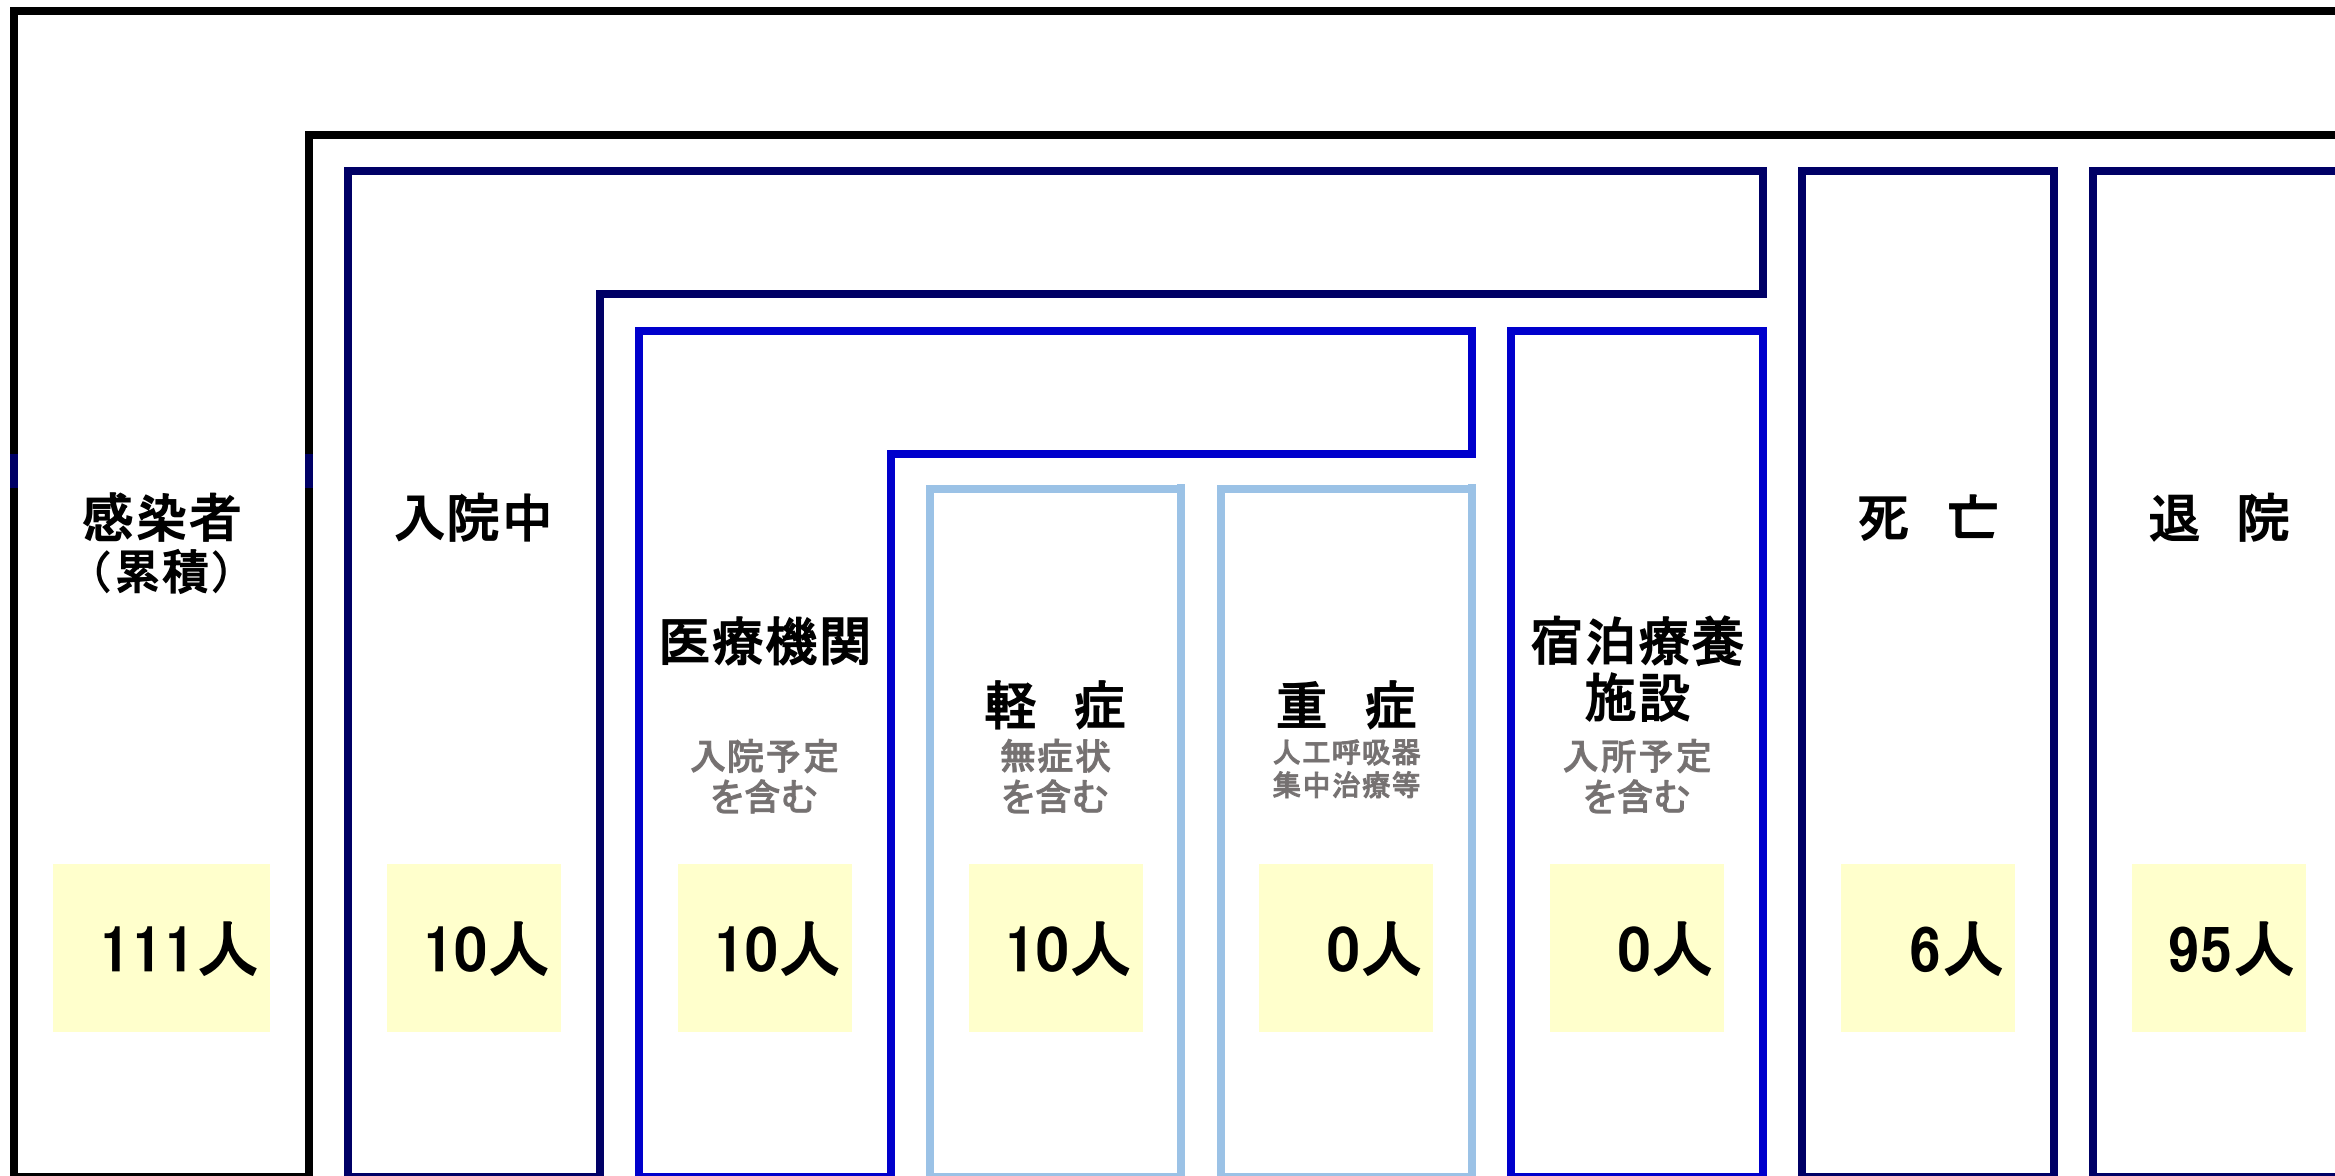 感染者
（累積）
111人
入院中
10人
医療機関
入院予定
を含む
10人
軽　症
無症状
を含む
10人
重　症
人工呼吸器
集中治療等
0人
宿泊療養
施設
入所予定
を含む
0人
死　亡
6人
退　院
95人